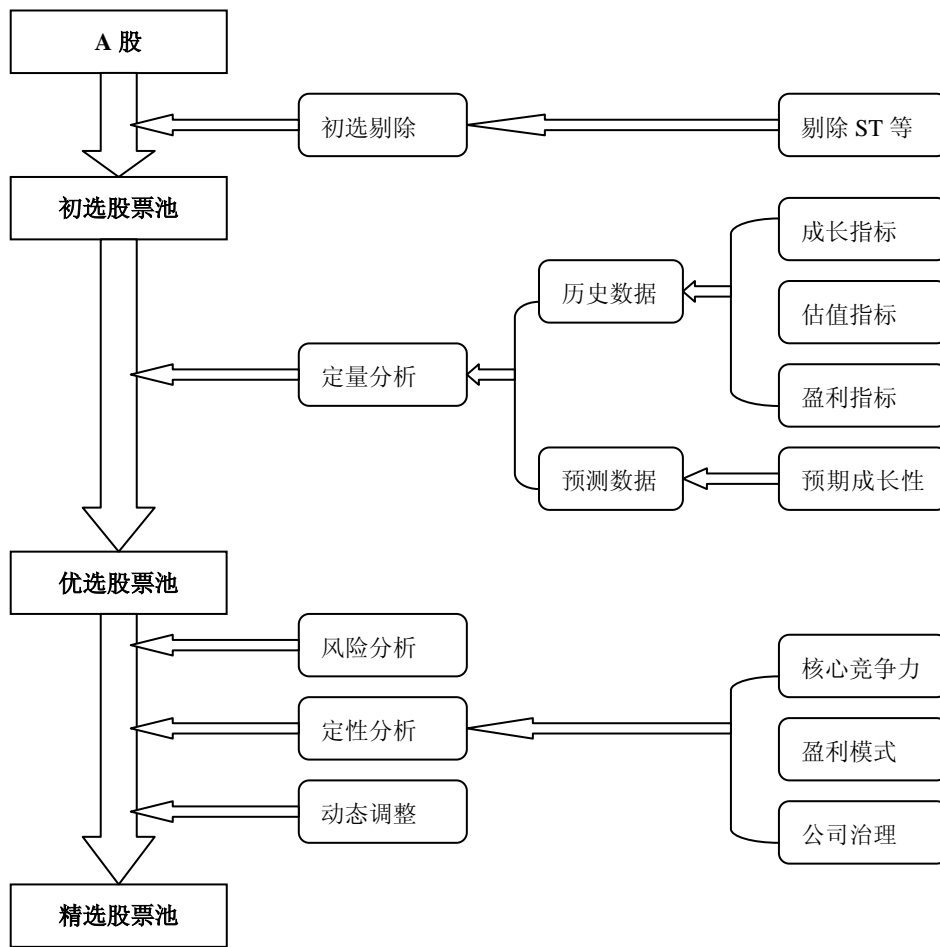 A 股
初选剔除
剔除 ST 等
初选股票池
成长指标
历史数据
估值指标
定量分析
盈利指标
预测数据
预期成长性
优选股票池
风险分析
核心竞争力
定性分析
盈利模式
动态调整
公司治理
精选股票池